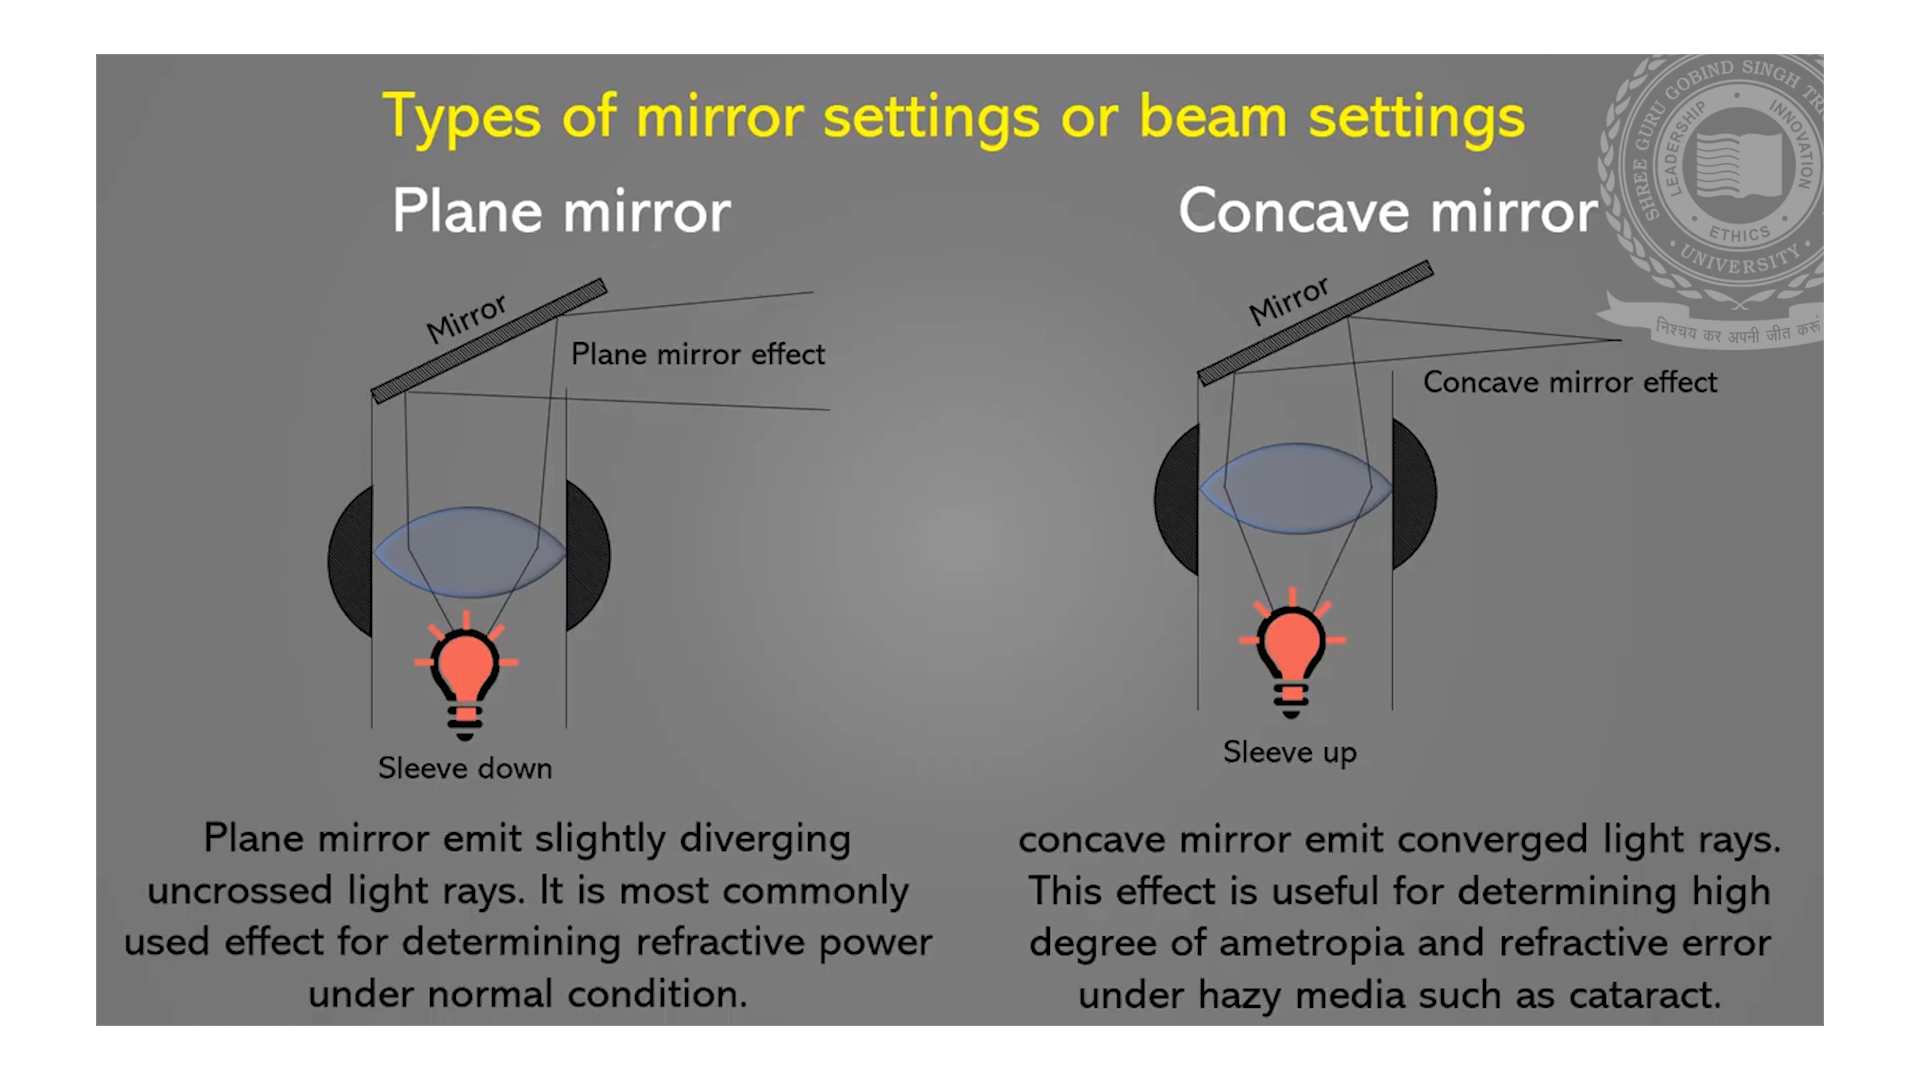 Types of mirror settings or beam settings
Plane mirror
Mirror
Plane mirror effect
Sleeve down
Plane mirror emit slightly diverging
uncrossed light rays. It is most commonly
used effect for determining refractive power
under normal condition.
Concave mirror
Mirror
Concave mirror effect
Sleeve up
concave mirror emit converged light rays.
This effect is useful for determining high
degree of ametropia and refractive error
under hazy media such as cataract.
SHREE GURU GOBIND SINGH
UNIVERSITY
LEADERSHIP
INNOVATION
ETHICS
निश्चय कर अपनी जीत करूं